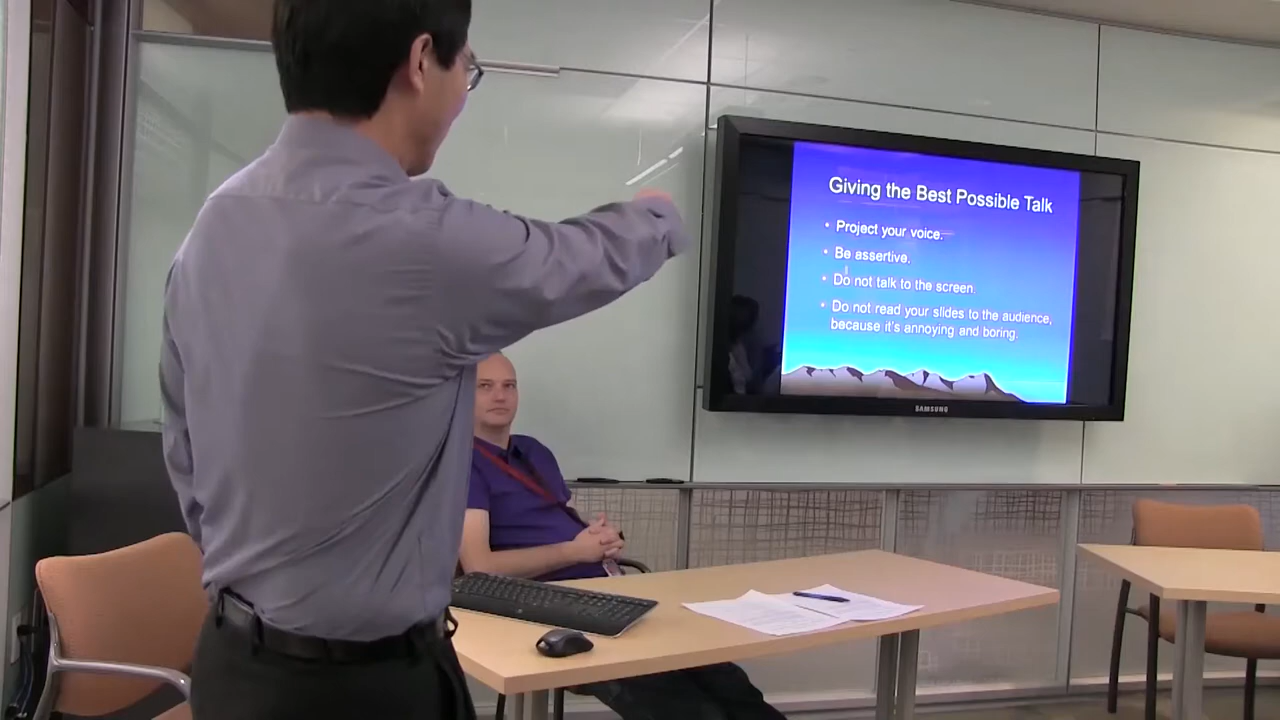 Giving the Best Possible Talk
• Project your voice.
• Be assertive.
• Do not talk to the screen.
• Do not read your slides to the audience,
because it's annoying and boring.
SAMSUNG